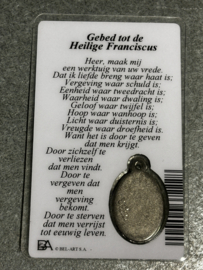 Gebed tot de
Heilige Franciscus
Heer, maak mij
een werktuig van uw vrede.
Dat ik liefde breng waar haat is;
Vergeving waar schuld is;
Eenheid waar tweedracht is;
Waarheid waar dwaling is;
Geloof waar twijfel is;
Hoop waar wanhoop is;
Licht waar duisternis is;
Vreugde waar droefheid is.
Want het is door te geven
dat men krijgt.
Door zichzelf te
verliezen
dat men vindt.
Door te
vergeven dat
men
vergeving
bekomt.
Door te sterven
dat men verrijst
tot eeuwig leven.
BA © BEL-ART S.A.